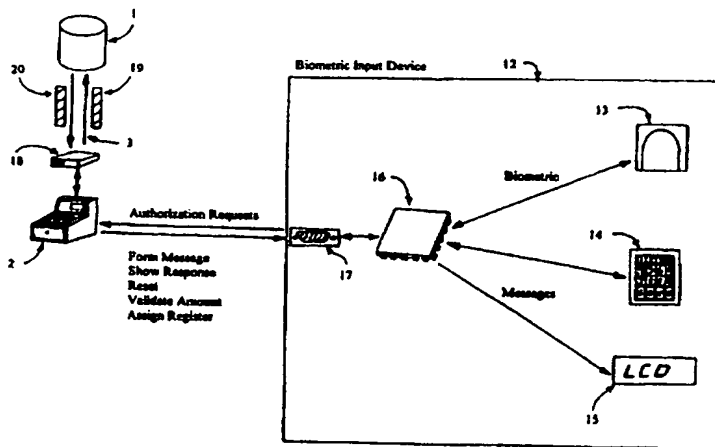 1
20
19
3
18
2
Authorization Requests
Form Message
Show Response
Reset
Validate Amount
Assign Register
Biometric Input Device
12
13
16
Biometric
17
14
Messages
LCD
15